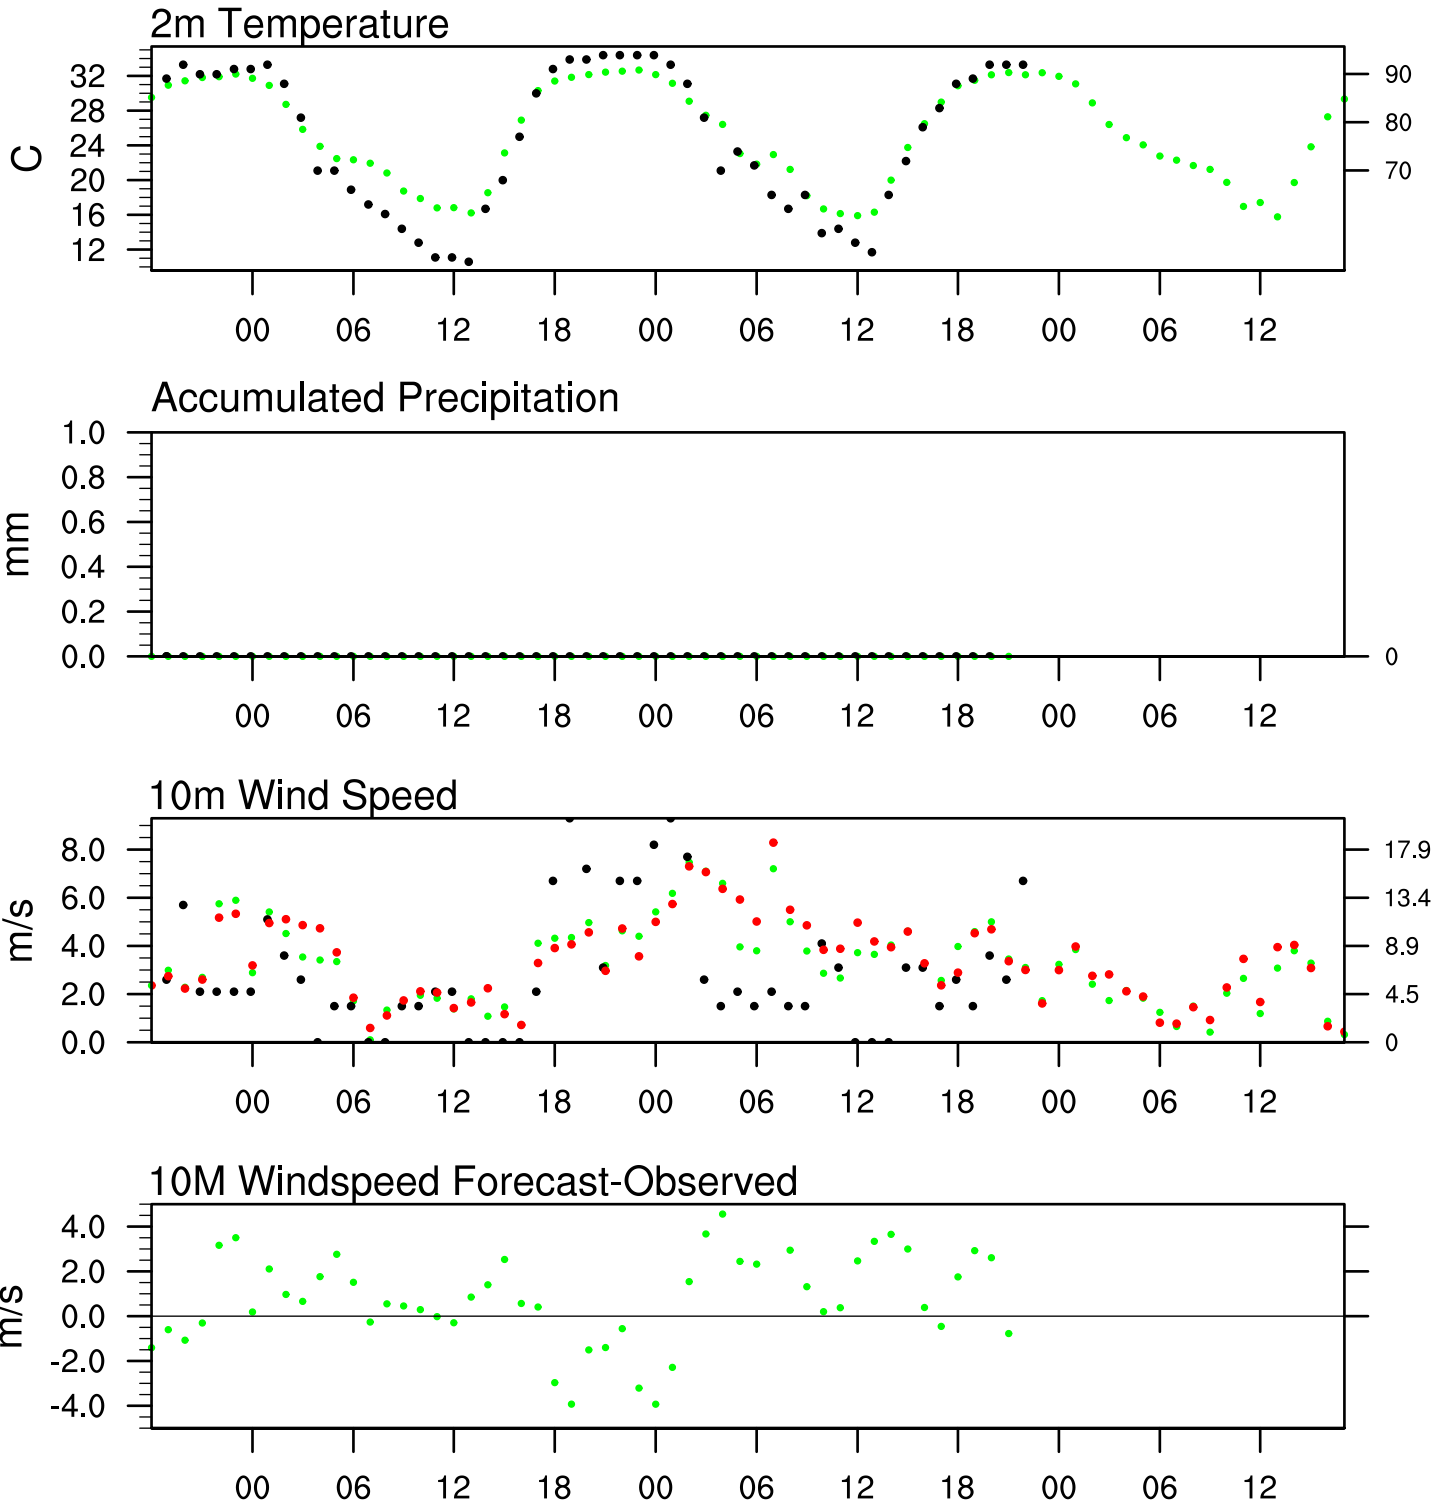 2m Temperature
32
28
24
20
16
12
C
90
80
70
00 06 12 18 00 06 12 18 00 06 12
Accumulated Precipitation
1.0
0.8
0.6
0.4
0.2
0.0
mm
0
00 06 12 18 00 06 12 18 00 06 12
10m Wind Speed
8.0
6.0
4.0
2.0
0.0
m/s
17.9
13.4
8.9
4.5
0
00 06 12 18 00 06 12 18 00 06 12
10M Windspeed Forecast-Observed
4.0
2.0
0.0
-2.0
-4.0
m/s
00 06 12 18 00 06 12 18 00 06 12